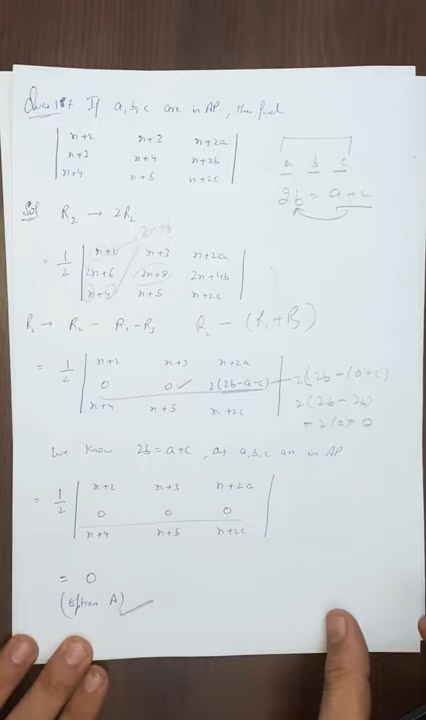 Ques 18 → If a, b, c are in AP, then find
| n+2 n+3 n+2a |
| n+3 n+4 n+2b |
| n+4 n+5 n+2c |
a b c
2b = a+c
Sol R₂ → 2R₂
= 1/2 | n+2 n+3 n+2a |
| 2n+6 2n+8 2n+4b |
| n+4 n+5 n+2c |
R₂ → R₂ - R₁ - R₃ R₂ - (R₁ + R₃)
= 1/2 | n+2 n+3 n+2a |
| 0 0 ✓ 2(2b-a-c) | 2(2b-(a+c)
| n+4 n+5 n+2c | 2(2b-2b)
= 2(0) = 0
We know 2b = a+c, as a, b, c are in AP
= 1/2 | n+2 n+3 n+2a |
| 0 0 0 |
| n+4 n+5 n+2c |
= 0
(Option A) ✓